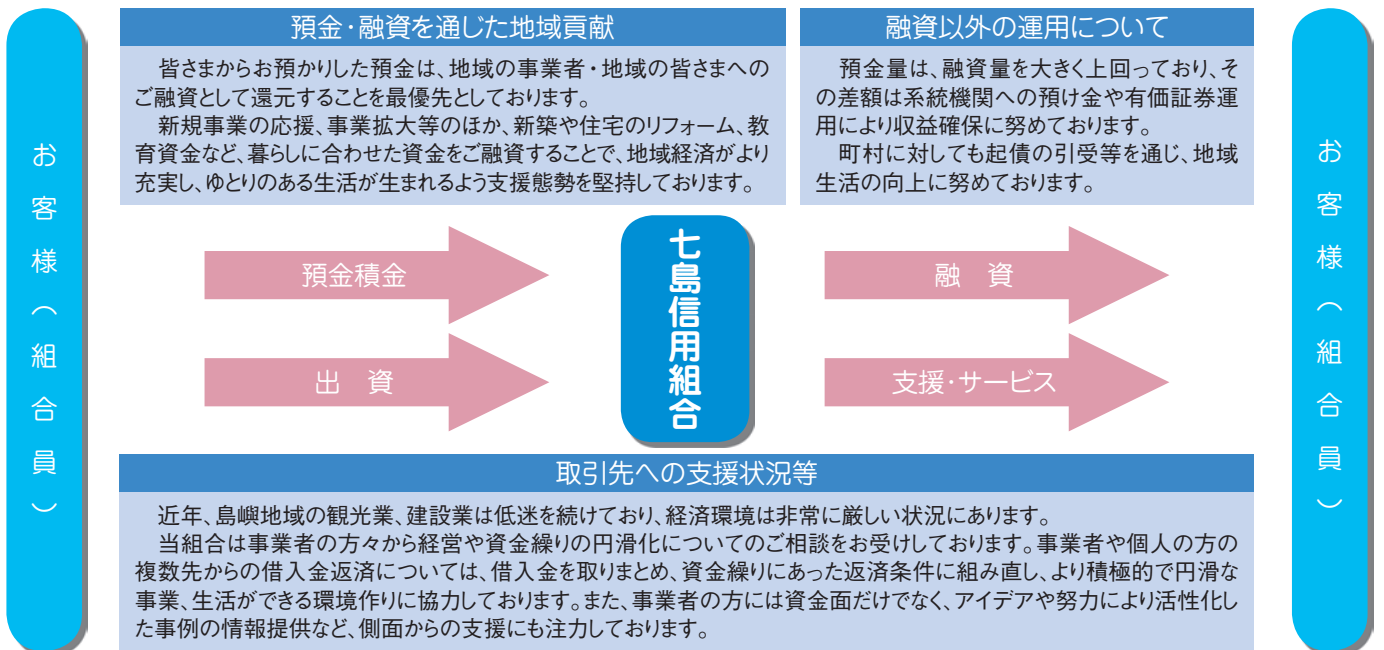 お客様（組合員）
預金・融資を通じた地域貢献
　皆さまからお預かりした預金は、地域の事業者・地域の皆さまへの
ご融資として還元することを最優先としております。
　新規事業の応援、事業拡大等のほか、新築や住宅のリフォーム、教
育資金など、暮らしに合わせた資金をご融資することで、地域経済がより
充実し、ゆとりのある生活が生まれるよう支援態勢を堅持しております。
融資以外の運用について
　預金量は、融資量を大きく上回っており、そ
の差額は系統機関への預け金や有価証券運
用により収益確保に努めております。
　町村に対しても起債の引受等を通じ、地域
生活の向上に努めております。
預金積金
出　資
七島信用組合
融　資
支援・サービス
取引先への支援状況等
　近年、島嶼地域の観光業、建設業は低迷を続けており、経済環境は非常に厳しい状況にあります。
　当組合は事業者の方々から経営や資金繰りの円滑化についてのご相談をお受けしております。事業者や個人の方の
複数先からの借入金返済については、借入金を取りまとめ、資金繰りにあった返済条件に組み直し、より積極的で円滑な
事業、生活ができる環境作りに協力しております。また、事業者の方には資金面だけでなく、アイデアや努力により活性化し
た事例の情報提供など、側面からの支援にも注力しております。
お客様（組合員）